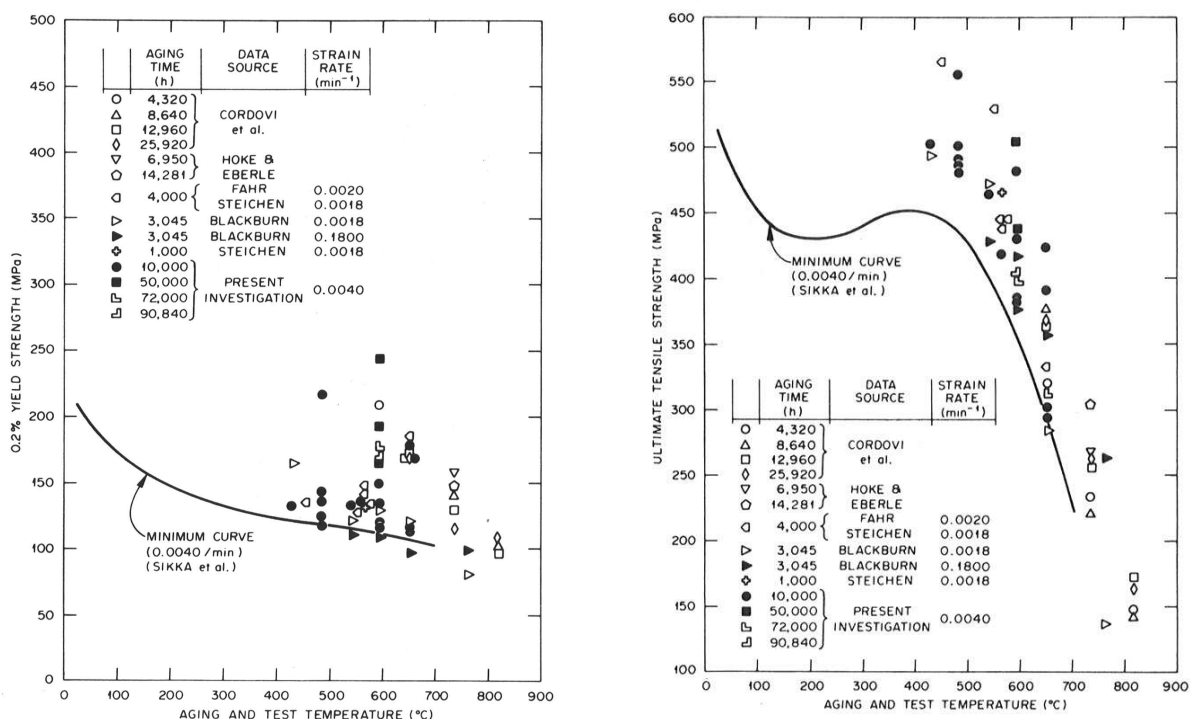 500
450
400
350
300
250
200
150
100
50
0
0.2% YIELD STRENGTH (MPa)
AGING TIME (h) DATA SOURCE STRAIN RATE (min⁻¹)
4,320
8,640 CORDOVI
12,960 et al.
25,920
6,950 HOKE &
14,281 EBERLE
4,000 FAHR 0.0020
STEICHEN 0.0018
3,045 BLACKBURN 0.0018
3,045 BLACKBURN 0.1800
1,000 STEICHEN 0.0018
10,000
50,000 PRESENT 0.0040
72,000 INVESTIGATION
90,840
MINIMUM CURVE
(0.0040/min)
(SIKKA et al.)
0 100 200 300 400 500 600 700 800 900
AGING AND TEST TEMPERATURE (°C)
600
550
500
450
400
350
300
250
200
150
100
ULTIMATE TENSILE STRENGTH (MPa)
MINIMUM CURVE
(0.0040/min)
(SIKKA et al.)
AGING TIME (h) DATA SOURCE STRAIN RATE (min⁻¹)
4,320
8,640 CORDOVI
12,960 et al.
25,920
6,950 HOKE &
14,281 EBERLE
4,000 FAHR 0.0020
STEICHEN 0.0018
3,045 BLACKBURN 0.0018
3,045 BLACKBURN 0.1800
1,000 STEICHEN 0.0018
10,000
50,000 PRESENT 0.0040
72,000 INVESTIGATION
90,840
0 100 200 300 400 500 600 700 800 900
AGING AND TEST TEMPERATURE (°C)